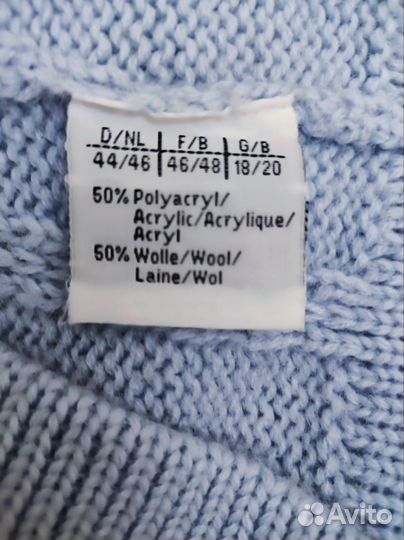 D/NL F/B G/B
44/46 46/48 18/20
50% Polyacryl/
Acrylic/Acrylique/
Acryl
50% Wolle/Wool/
Laine/Wol
Avito